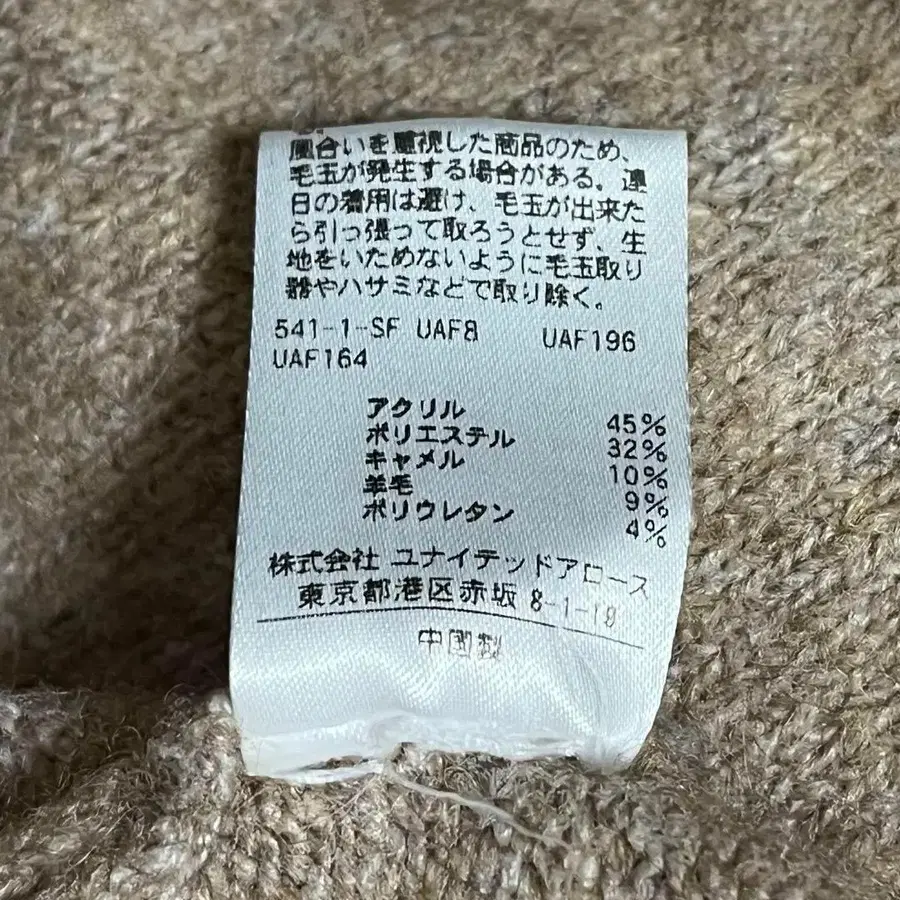 風合いを重視した商品のため、
毛玉が発生する場合がある。連
日の着用は避け、毛玉が出来た
ら引っ張って取ろうとせず、生
地をいためないように毛玉取り
器やハサミなどで取り除く。
541-1-SF UAF8 UAF196
UAF164
アクリル 45%
ポリエステル 32%
キャメル 10%
羊毛 9%
ポリウレタン 4%
株式会社 ユナイテッドアローズ
東京都港区赤坂 8-1-19
中国製